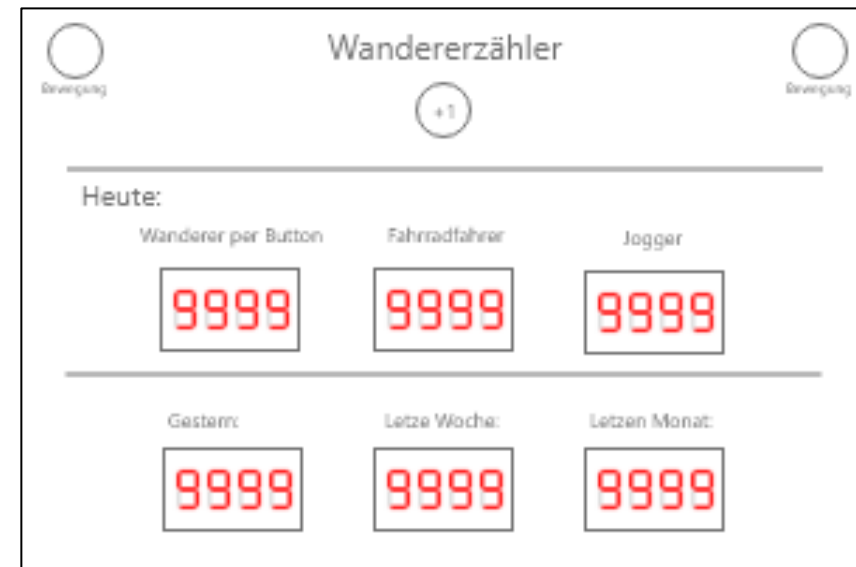 Wandererzähler
Bewegung
Bewegung
+1
Heute:
Wanderer per Button
Fahrradfahrer
Jogger
9999
9999
9999
Gestern:
Letze Woche:
Letzen Monat:
9999
9999
9999